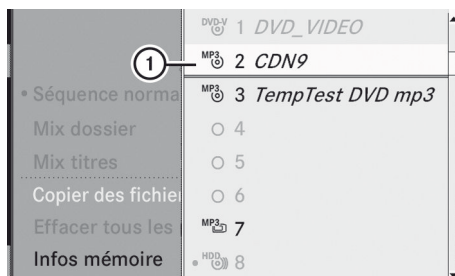 DVD-V 1 DVD_VIDEO
1
MP3 2 CDN9
• Séquence norma MP3 3 TempTest DVD mp3
Mix dossier 4
Mix titres 5
Copier des fichie 6
Effacer tous les MP3 7
Infos mémoire • HDD 8